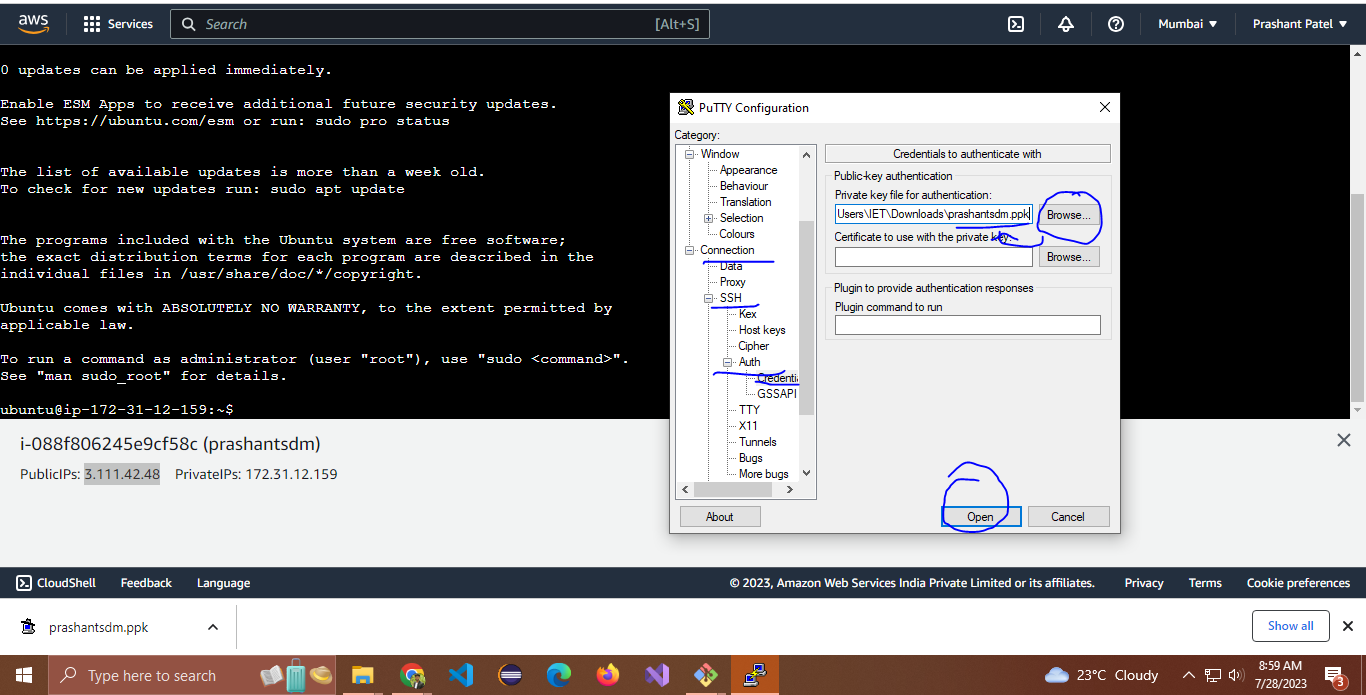 aws
Services
Search
[Alt+S]
Mumbai
Prashant Patel
0 updates can be applied immediately.
Enable ESM Apps to receive additional future security updates.
See https://ubuntu.com/esm or run: sudo pro status
The list of available updates is more than a week old.
To check for new updates run: sudo apt update
The programs included with the Ubuntu system are free software;
the exact distribution terms for each program are described in the
individual files in /usr/share/doc/*/copyright.
Ubuntu comes with ABSOLUTELY NO WARRANTY, to the extent permitted by
applicable law.
To run a command as administrator (user "root"), use "sudo <command>".
See "man sudo_root" for details.
ubuntu@ip-172-31-12-159:~$
PuTTY Configuration
Category:
Window
Appearance
Behaviour
Translation
Selection
Colours
Connection
Data
Proxy
SSH
Kex
Host keys
Cipher
Auth
Credenti
GSSAPI
TTY
X11
Tunnels
Bugs
More bugs
Credentials to authenticate with
Public-key authentication
Private key file for authentication:
Users\IET\Downloads\prashantsdm.ppk
Browse...
Certificate to use with the private key:
Browse...
Plugin to provide authentication responses
Plugin command to run
About
Open
Cancel
i-088f806245e9cf58c (prashantsdm)
PublicIPs: 3.111.42.48 PrivateIPs: 172.31.12.159
CloudShell
Feedback
Language
© 2023, Amazon Web Services India Private Limited or its affiliates.
Privacy
Terms
Cookie preferences
prashantsdm.ppk
Show all
Type here to search
23°C Cloudy
8:59 AM
7/28/2023
3